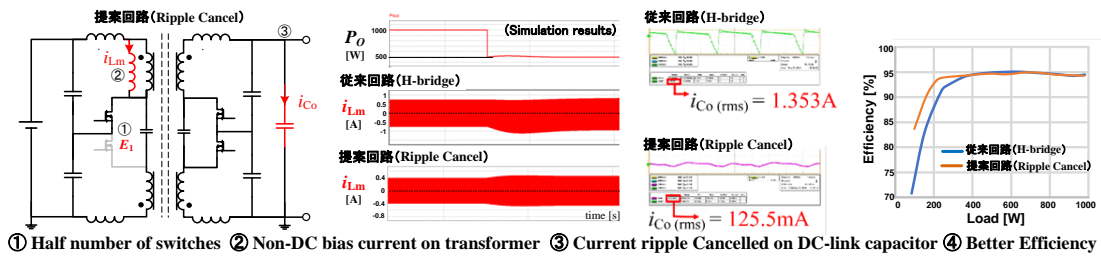 提案回路(Ripple Cancel)
③
iLm
②
iCo
①
E1
Pout
(Simulation results)
PO
[W]
1000
500
従来回路(H-bridge)
iLm
[A]
1
0.5
0
-0.5
-1
提案回路(Ripple Cancel)
iLm
[A]
0.4
0
-0.4
-0.8
time [s]
従来回路(H-bridge)
iCo (rms) = 1.353A
提案回路(Ripple Cancel)
iCo (rms) = 125.5mA
Efficiency [%]
100
95
90
85
80
75
70
従来回路(H-bridge)
提案回路(Ripple Cancel)
0 200 400 600 800 1000
Load [W]
① Half number of switches ② Non-DC bias current on transformer ③ Current ripple Cancelled on DC-link capacitor ④ Better Efficiency